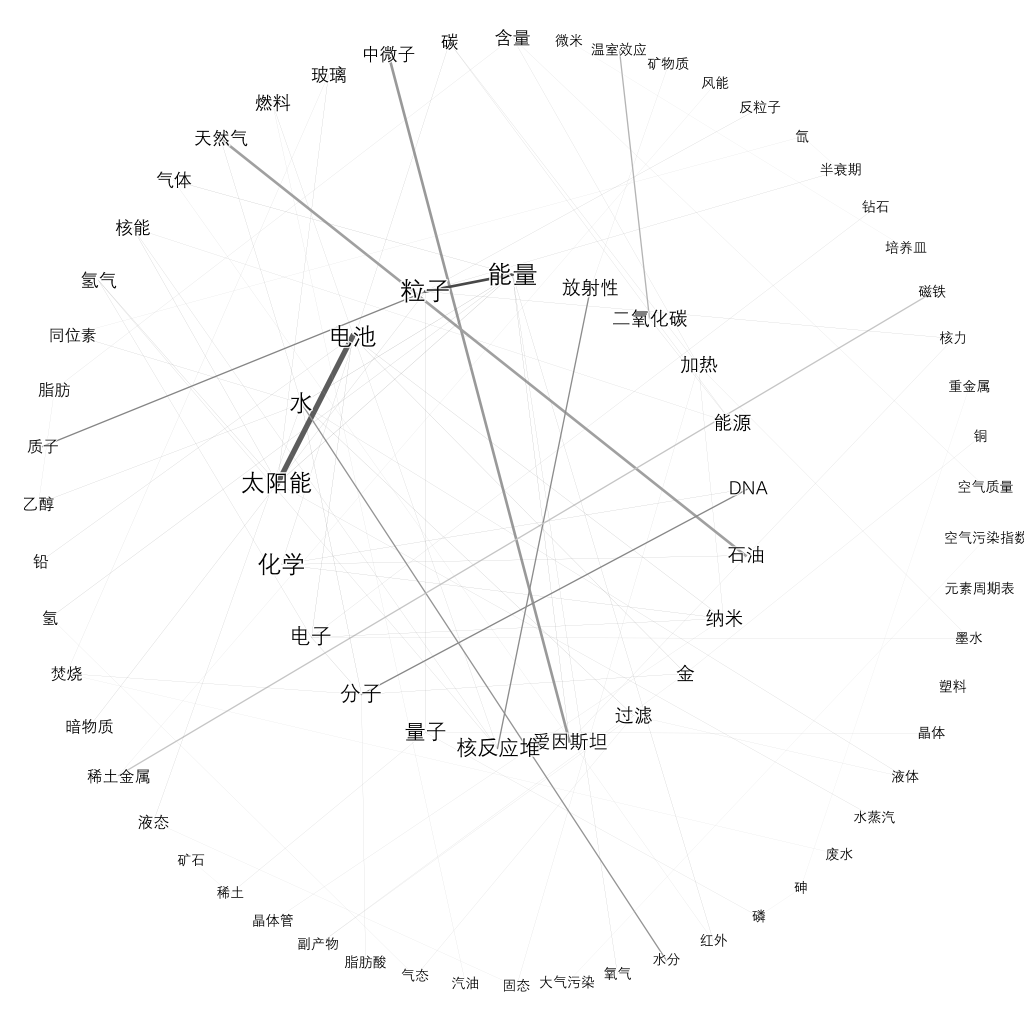 含量
微米
碳
温室效应
中微子
矿物质
玻璃
风能
燃料
反粒子
天然气
氙
半衰期
气体
钻石
核能
培养皿
能量
氢气
放射性
粒子
磁铁
二氧化碳
同位素
电池
核力
加热
脂肪
重金属
水
能源
铜
质子
太阳能
DNA
空气质量
乙醇
空气污染指数
石油
铅
化学
元素周期表
氢
纳米
电子
墨水
焚烧
金
塑料
分子
过滤
暗物质
量子
晶体
核反应堆
爱因斯坦
稀土金属
液体
液态
水蒸汽
矿石
废水
稀土
砷
晶体管
磷
副产物
红外
脂肪酸
水分
气态
氧气
汽油
固态
大气污染